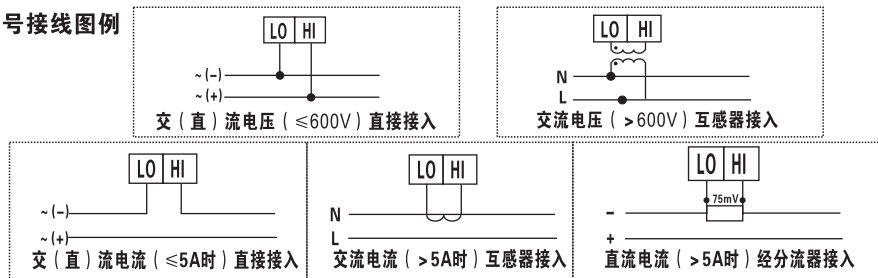 号接线图例
LO HI
~(-)
~(+)
交(直)流电压(≤600V)直接接入
LO HI
N
L
交流电压(>600V)互感器接入
LO HI
~(-)
~(+)
交(直)流电流(≤5A时)直接接入
LO HI
N
L
交流电流(>5A时)互感器接入
LO HI
75mV
-
+
直流电流(>5A时)经分流器接入